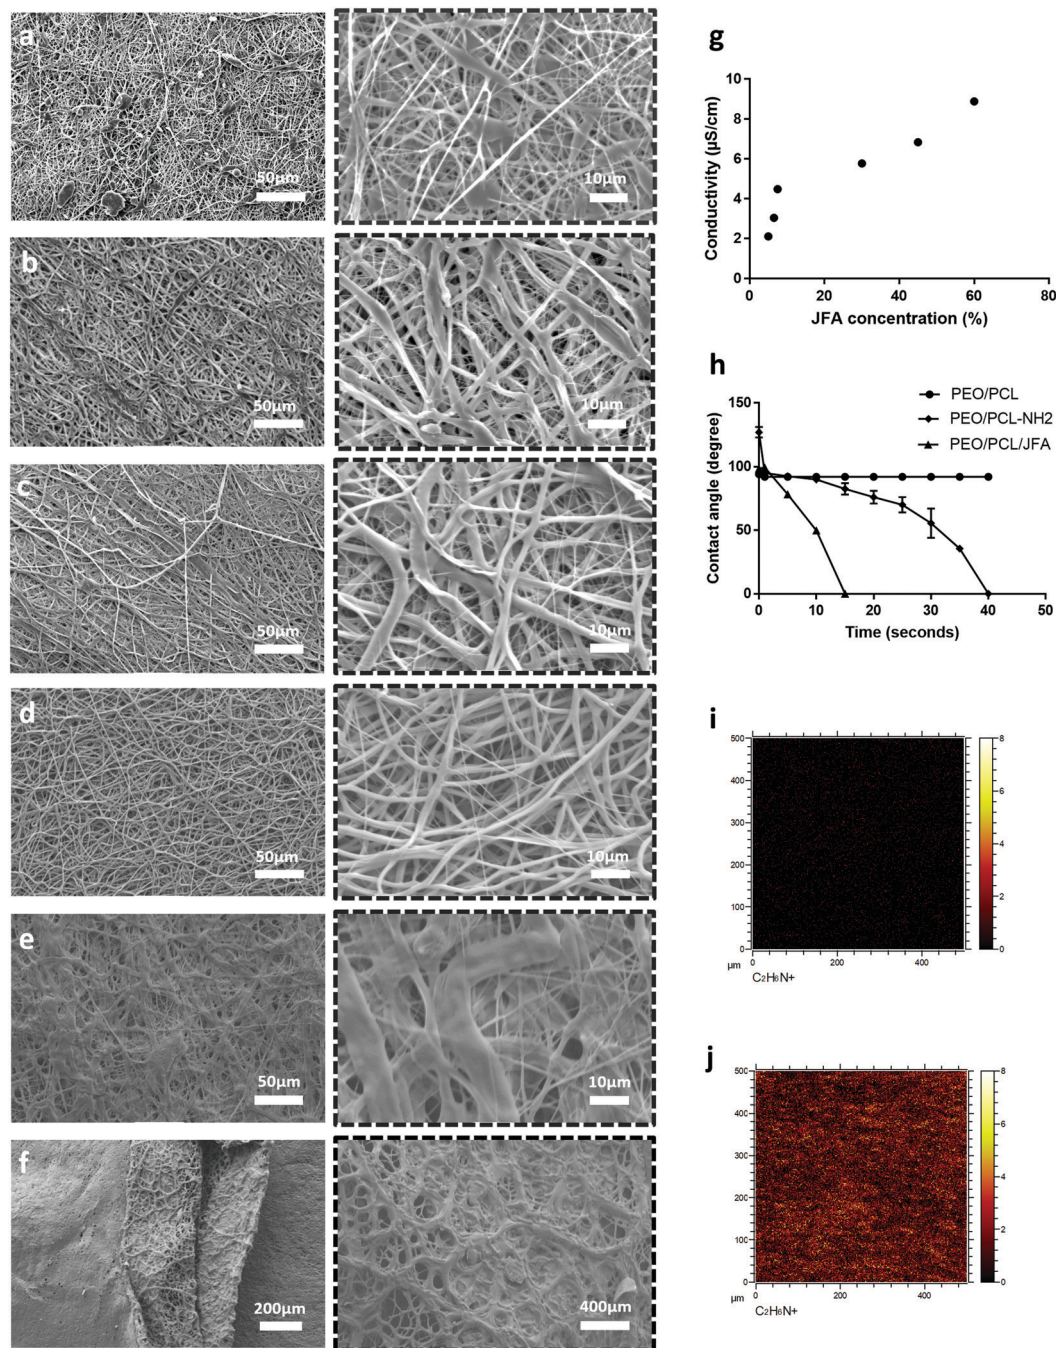 a
50μm
10μm
b
50μm
10μm
c
50μm
10μm
d
50μm
10μm
e
50μm
10μm
f
200μm
400μm
g
10
8
6
4
2
0
Conductivity (μS/cm)
20
40
60
80
JFA concentration (%)
h
PEO/PCL
PEO/PCL-NH2
PEO/PCL/JFA
150
100
50
0
Contact angle (degree)
0
10
20
30
40
50
Time (seconds)
i
500
400
300
200
100
0
μm
0
200
400
8
6
4
2
0
C2H6N+
j
500
400
300
200
100
0
μm
0
200
400
8
6
4
2
0
C2H6N+